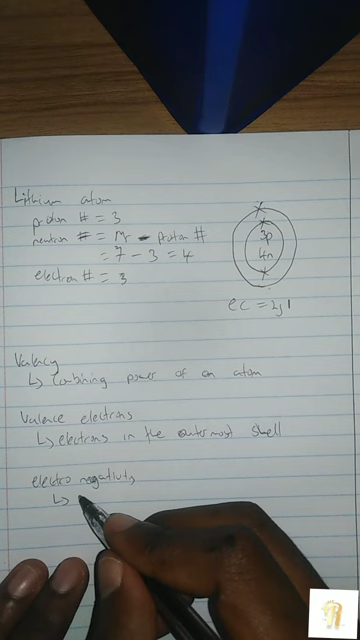 Lithium atom
proton # = 3
neutron # = Mr - proton #
= 7 - 3 = 4
electron # = 3
3p
4n
ec = 2,1
Valency
↳ Combining power of an atom
Valence electrons
↳ electrons in the outermost shell
electro negativity
↳